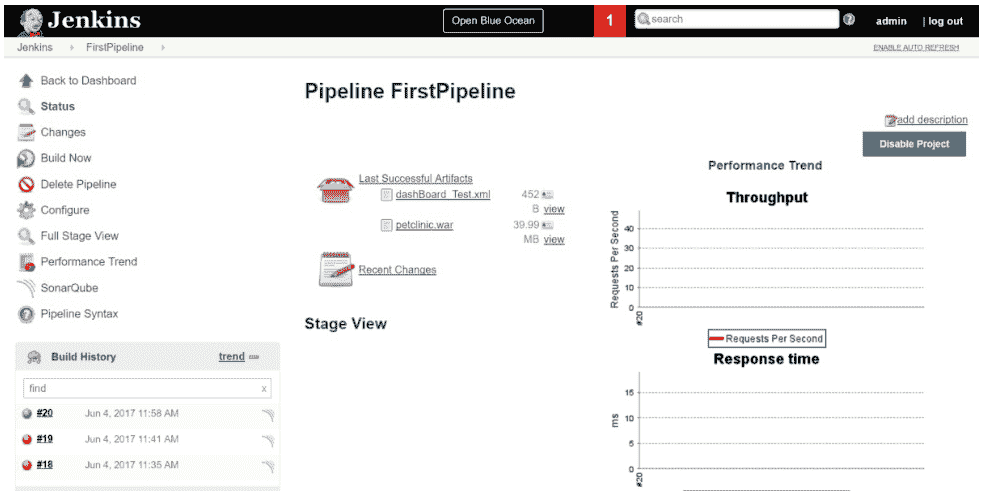 Jenkins
Open Blue Ocean
1
search
admin | log out
Jenkins FirstPipeline
ENABLE AUTO REFRESH
Back to Dashboard
Status
Changes
Build Now
Delete Pipeline
Configure
Full Stage View
Performance Trend
SonarQube
Pipeline Syntax
Build History trend
find x
#20 Jun 4, 2017 11:58 AM
#19 Jun 4, 2017 11:41 AM
#18 Jun 4, 2017 11:35 AM
Pipeline FirstPipeline
add description
Disable Project
Last Successful Artifacts
dashBoard_Test.xml 452
B view
petclinic.war 39.99
MB view
Recent Changes
Stage View
Performance Trend
Throughput
Requests Per Second
40
30
20
10
0
#20
Requests Per Second
Response time
ms
15
10
5
0
#20